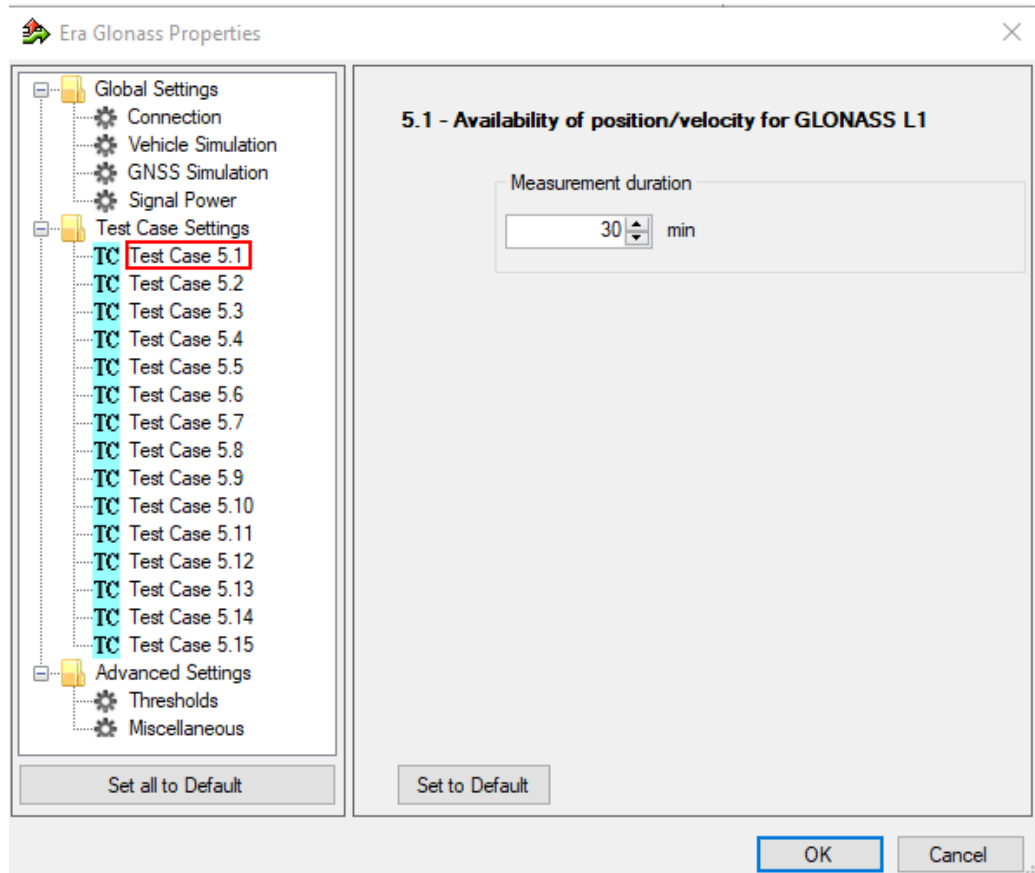 Era Glonass Properties
Global Settings
Connection
Vehicle Simulation
GNSS Simulation
Signal Power
Test Case Settings
TC Test Case 5.1
TC Test Case 5.2
TC Test Case 5.3
TC Test Case 5.4
TC Test Case 5.5
TC Test Case 5.6
TC Test Case 5.7
TC Test Case 5.8
TC Test Case 5.9
TC Test Case 5.10
TC Test Case 5.11
TC Test Case 5.12
TC Test Case 5.13
TC Test Case 5.14
TC Test Case 5.15
Advanced Settings
Thresholds
Miscellaneous
Set all to Default
5.1 - Availability of position/velocity for GLONASS L1
Measurement duration
30 min
Set to Default
OK Cancel